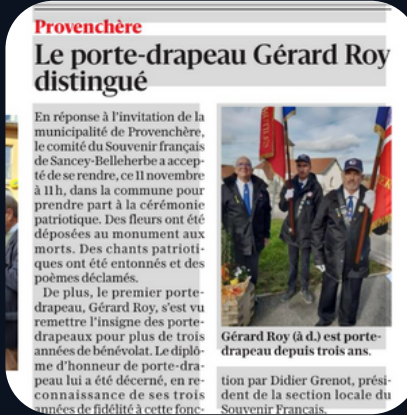 Provenchère
Le porte-drapeau Gérard Roy
distingué
En réponse à l'invitation de la
municipalité de Provenchère,
le comité du Souvenir français
de Sancey-Belleherbe a accep-
té de se rendre, ce 11 novembre
à 11 h, dans la commune pour
prendre part à la cérémonie
patriotique. Des fleurs ont été
déposées au monument aux
morts. Des chants patrioti-
ques ont été entonnés et des
poèmes déclamés.
De plus, le premier porte-
drapeau, Gérard Roy, s'est vu
remettre l'insigne des porte-
drapeaux pour plus de trois
années de bénévolat. Le diplô-
me d'honneur de porte-dra-
peau lui a été décerné, en re-
connaissance de ses trois
années de fidélité à cette fonc-
Gérard Roy (à d.) est porte-
drapeau depuis trois ans.
tion par Didier Grenot, prési-
dent de la section locale du
Souvenir Français.